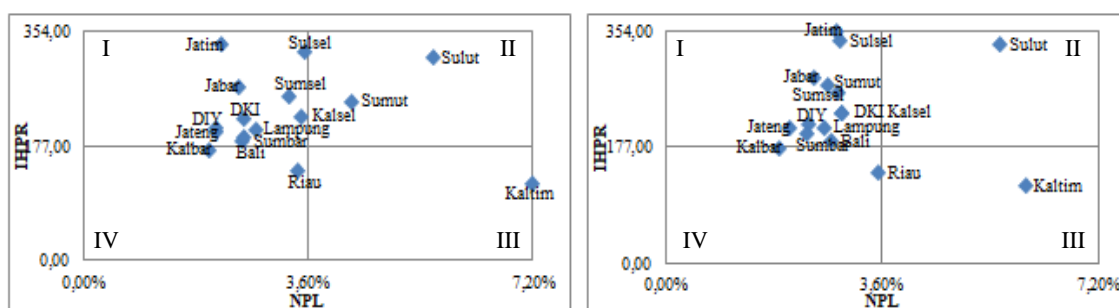 354,00
I
II
Jatim
Sulsel
Sulut
Jabar
Sumsel
Sumut
DIY
DKI
Kalsel
Jateng
Lampung
Sumbar
177,00
Kalbar
Bali
Riau
Kaltim
IHPR
IV
III
0,00
0,00%
3,60%
7,20%
NPL
354,00
I
II
Jatim
Sulsel
Sulut
Jabar
Sumut
Sumsel
DIY
DKI Kalsel
Jateng
Lampung
177,00
Kalbar
Sumbar
Bali
Riau
Kaltim
IHPR
IV
III
0,00
0,00%
3,60%
7,20%
NPL